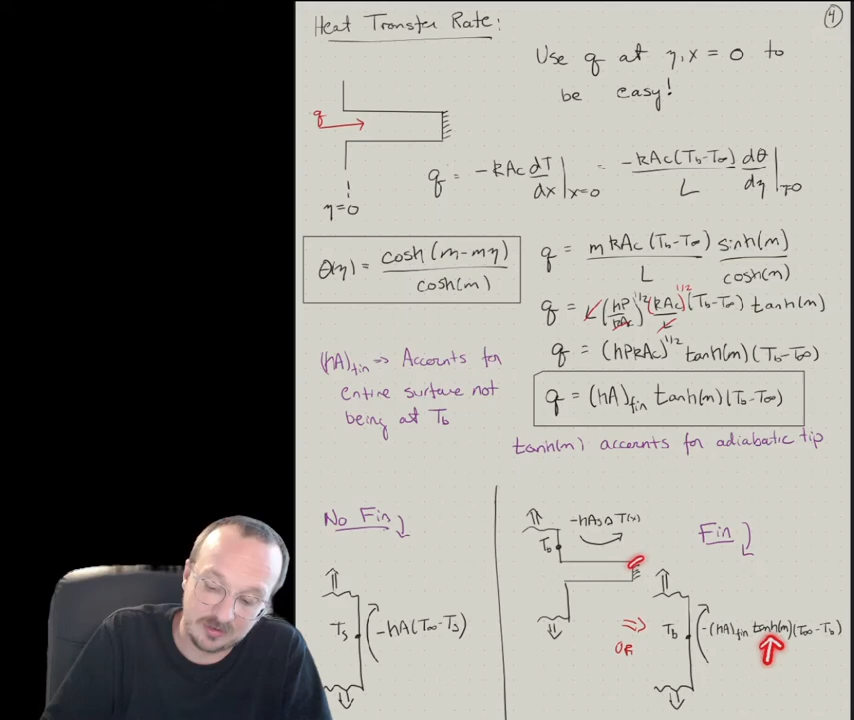 Heat Transfer Rate:
4
Use q at η,x = 0 to
be easy!
q
η=0
q = -kAc dT/dx |x=0 = -kAc(Tb-T∞)/L dθ/dη |η=0
θ(η) = cosh(m-mη)/cosh(m)
q = mkAc(Tb-T∞)/L sinh(m)/cosh(m)
q = L (hP/kAc)^1/2 (kAc)^1/2/L (Tb-T∞) tanh(m)
q = (hPkAc)^1/2 tanh(m)(Tb-T∞)
q = (hA)fin tanh(m)(Tb-T∞)
(hA)fin => Accounts for
entire surface not
being at Tb
tanh(m) accounts for adiabatic tip
No Fin
Ts
-hA(T∞-Ts)
-hAsΔT(x)
Tb
Fin
=>
OR
Tb
-(hA)fin tanh(m)(T∞-Tb)